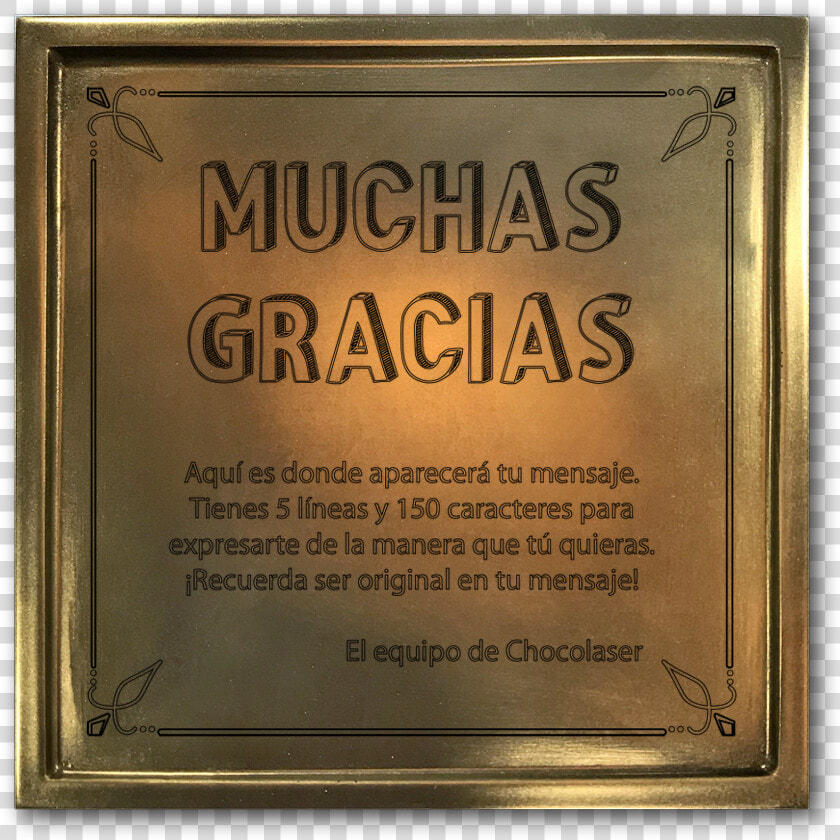 MUCHAS
GRACIAS
Aquí es donde aparecerá tu mensaje.
Tienes 5 líneas y 150 caracteres para
expresarte de la manera que tú quieras.
¡Recuerda ser original en tu mensaje!
El equipo de Chocolaser